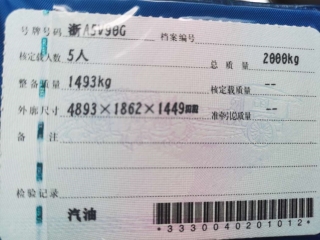 号牌号码 浙A5V98G 档案编号
核定载人数 5人 总质量 2000kg
整备质量 1493kg 核定载质量 --
外廓尺寸 4893×1862×1449mm 准牵引总质量 --
备注
检验记录
汽油
*3330040201012*